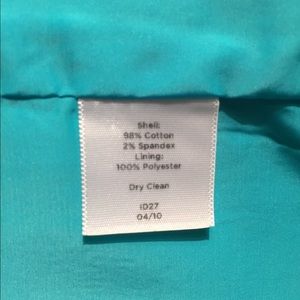 Shell:
98% Cotton
2% Spandex
Lining:
100% Polyester
Dry Clean
ID27
04/10